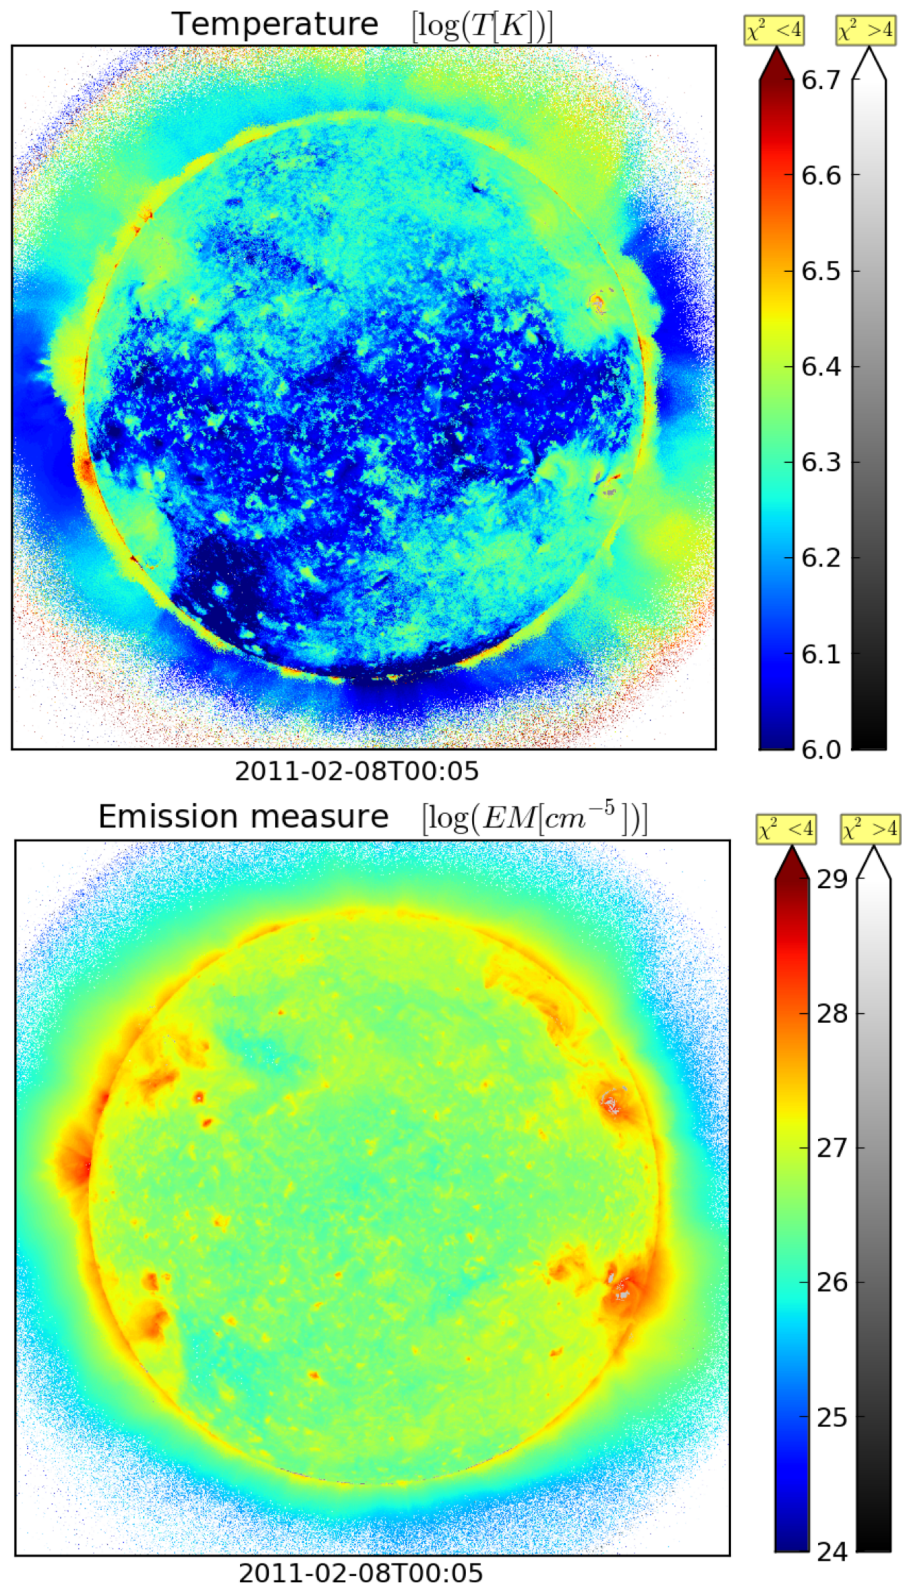 Temperature [log(T[K])]
χ² <4 χ² >4
6.7
6.6
6.5
6.4
6.3
6.2
6.1
6.0
2011-02-08T00:05
Emission measure [log(EM[cm⁻⁵])]
χ² <4 χ² >4
29
28
27
26
25
24
2011-02-08T00:05